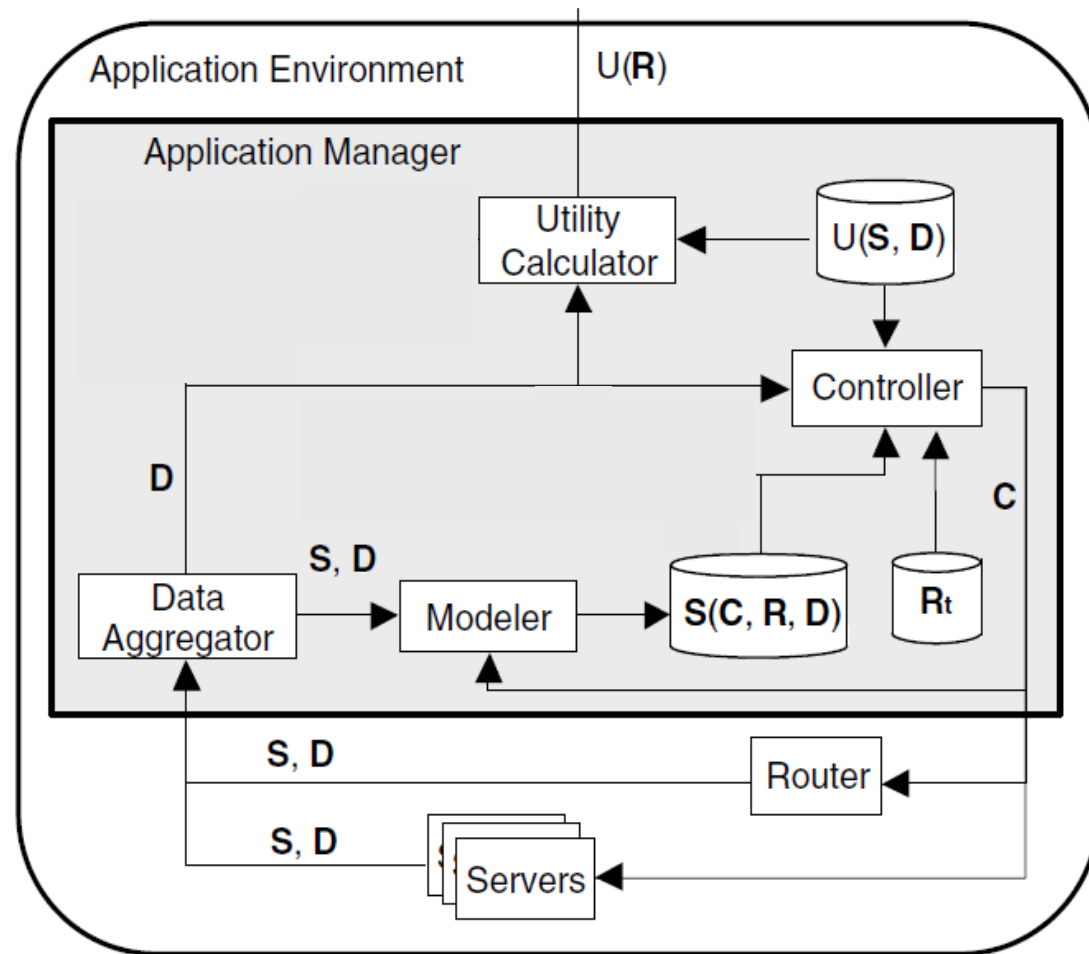 Application Environment
U(R)
Application Manager
Utility
Calculator
U(S, D)
Controller
D
C
S, D
Data
Aggregator
Modeler
S(C, R, D)
Rt
S, D
Router
S, D
Servers